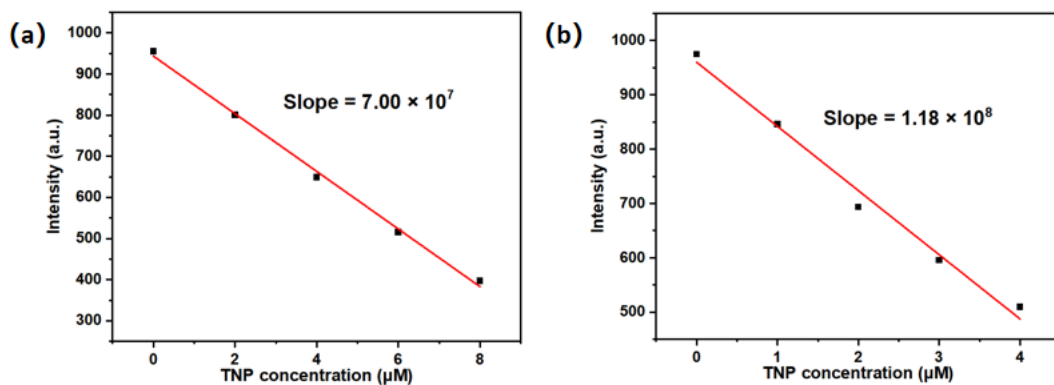 (a)
1000
900
800
700
600
500
400
300
Intensity (a.u.)
Slope = 7.00 × 10⁷
0 2 4 6 8
TNP concentration (μM)
(b)
1000
900
800
700
600
500
Intensity (a.u.)
Slope = 1.18 × 10⁸
0 1 2 3 4
TNP concentration (μM)